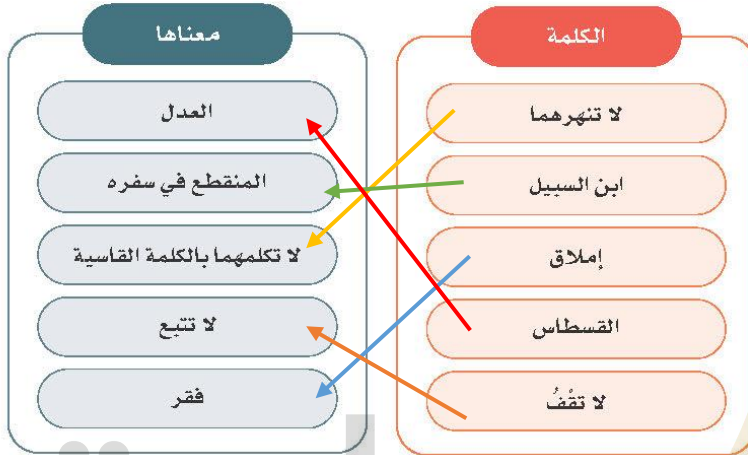 الكلمة
لا تنهرهما
ابن السبيل
إملاق
القسطاس
لا تقْفُ
معناها
العدل
المنقطع في سفره
لا تكلمهما بالكلمة القاسية
لا تتبع
فقر